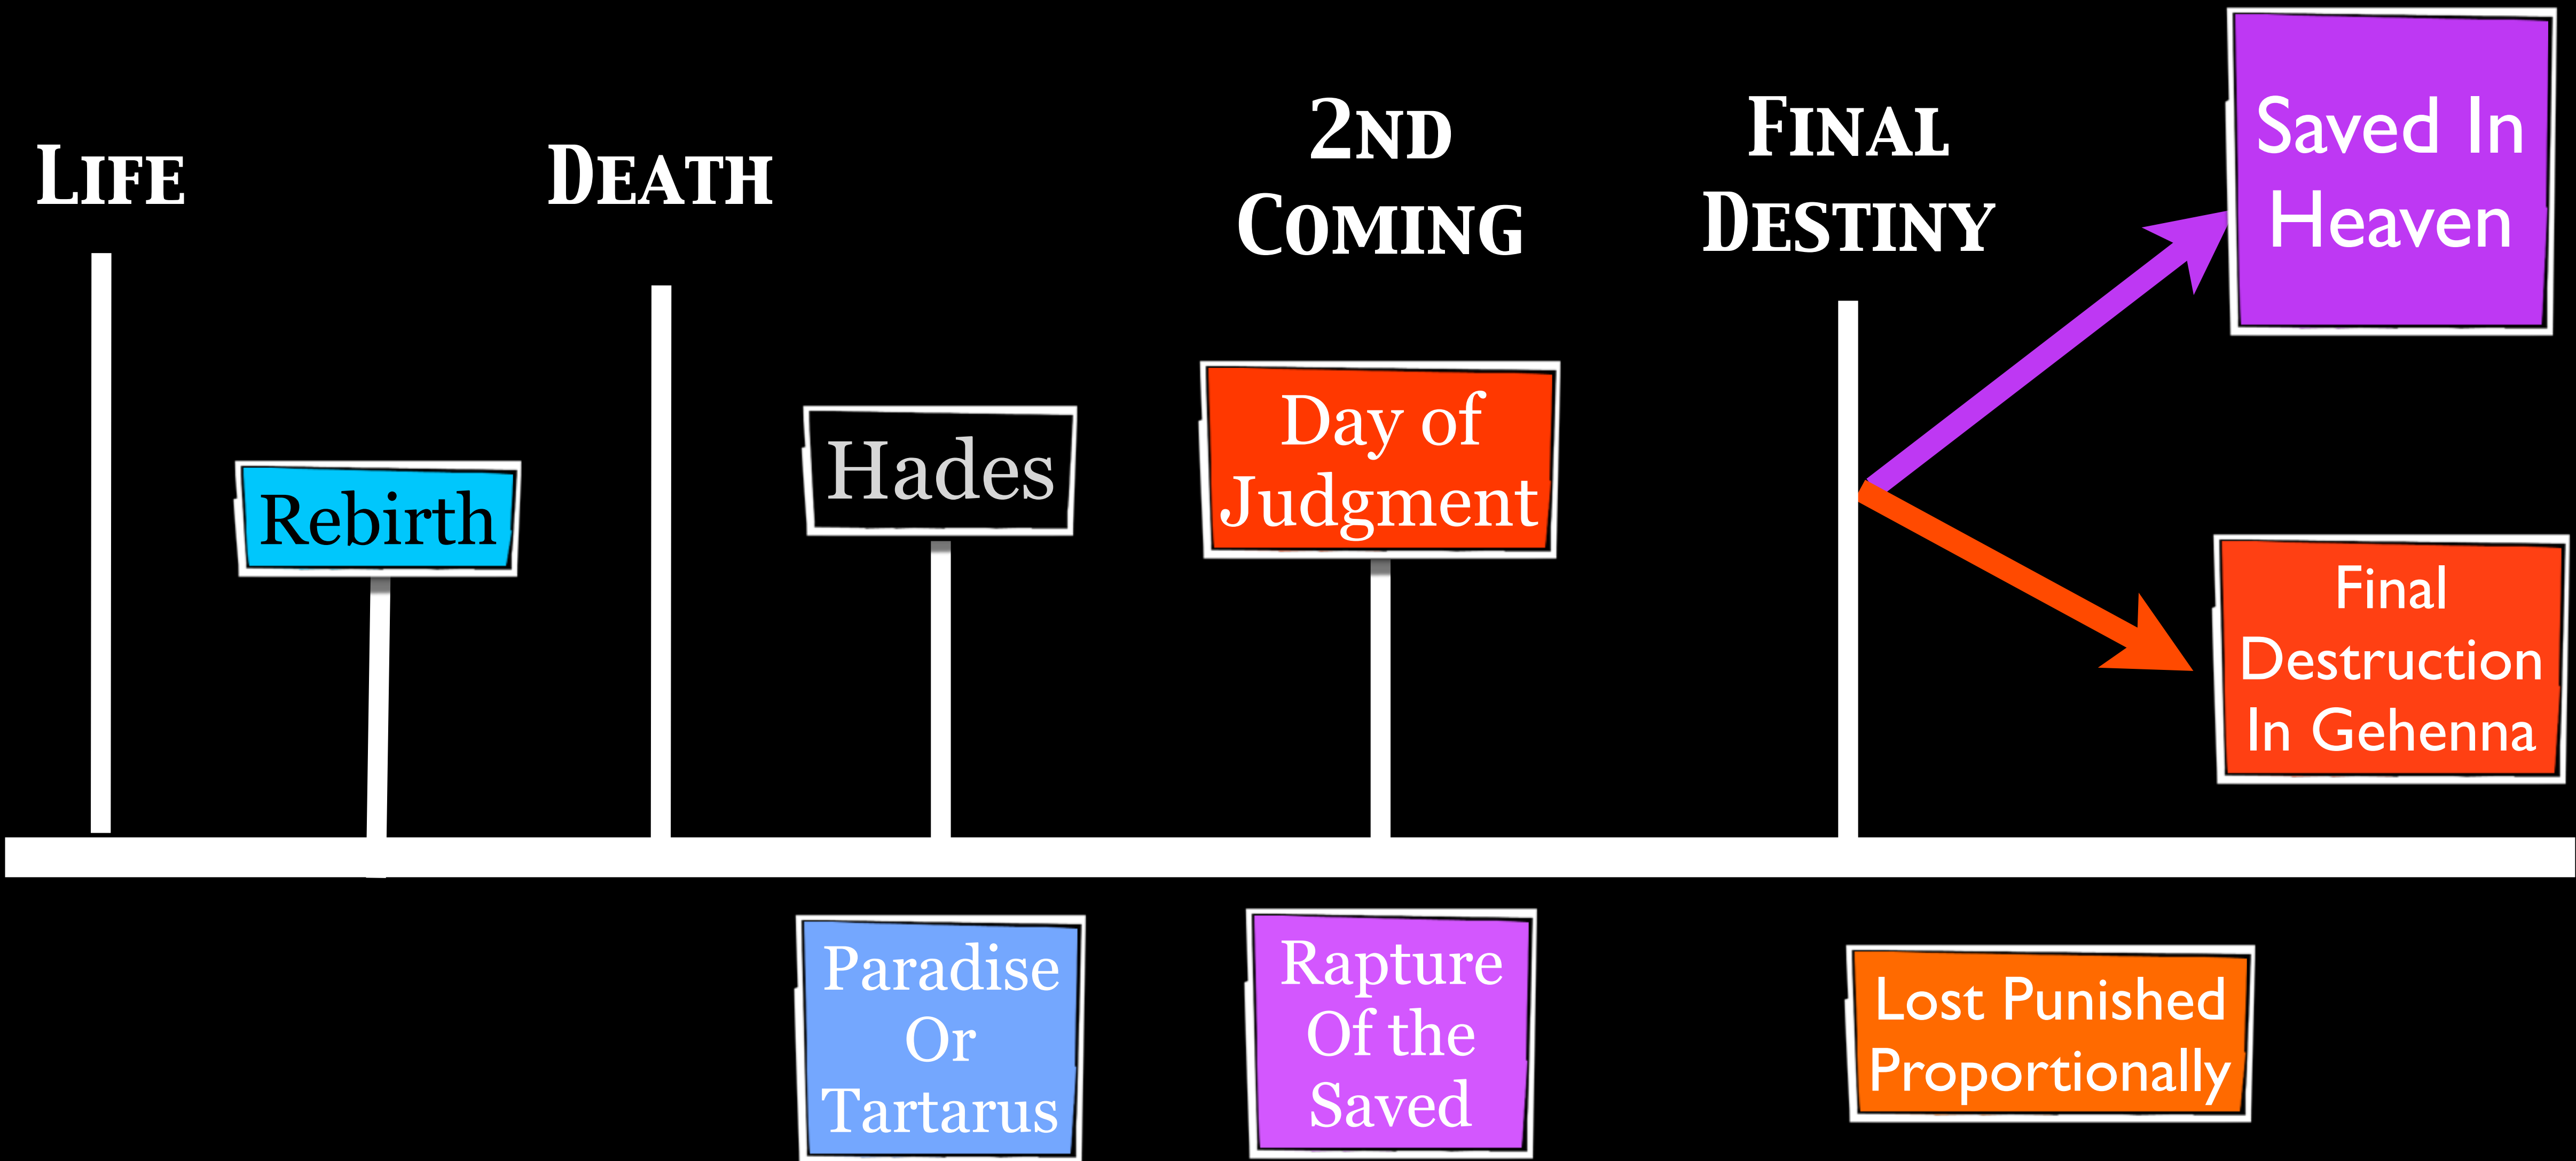 Life
Death
2nd
Coming
Final
Destiny
Saved In
Heaven
Rebirth
Hades
Day of
Judgment
Final
Destruction
In Gehenna
Paradise
Or
Tartarus
Rapture
Of the
Saved
Lost Punished
Proportionally